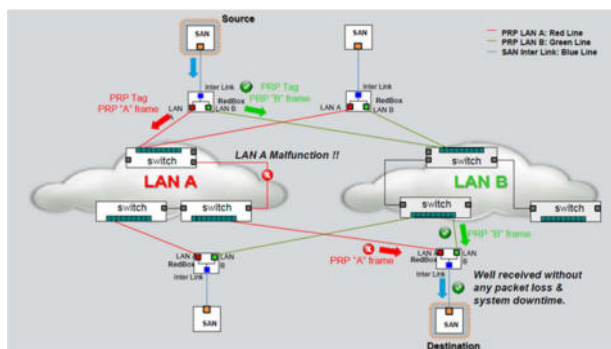 Source
SAN
SAN
PRP LAN A: Red Line
PRP LAN B: Green Line
SAN Inter Link: Blue Line
Inter Link
Inter Link
PRP Tag
PRP "A" frame
LAN A
RedBox
LAN B
PRP Tag
PRP "B" frame
LAN A
RedBox
LAN B
LAN A Malfunction !!
switch
switch
LAN A
LAN B
switch
switch
switch
switch
PRP "A" frame
PRP "B" frame
LAN A
RedBox
LAN B
Inter Link
LAN A
RedBox
LAN B
Inter Link
Well received without
any packet loss &
system downtime.
SAN
SAN
Destination